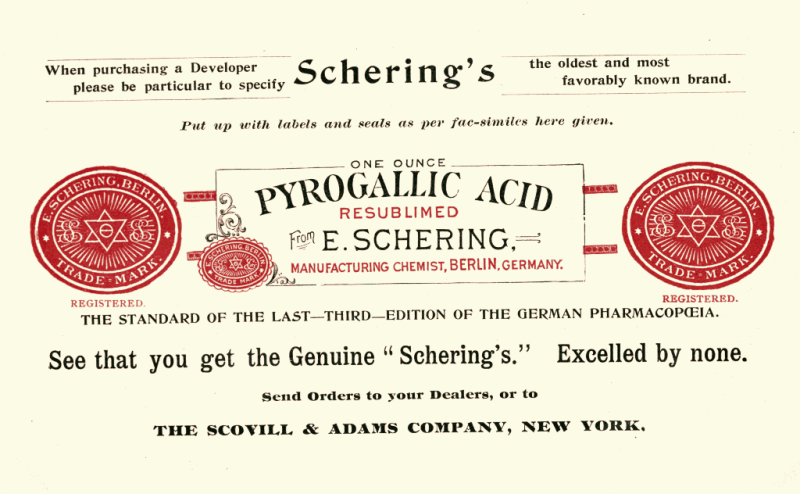 When purchasing a Developer
please be particular to specify
Schering's
the oldest and most
favorably known brand.
Put up with labels and seals as per fac-similes here given.
E. SCHERING, BERLIN.
TRADE-MARK.
REGISTERED.
ONE OUNCE
PYROGALLIC ACID
RESUBLIMED
From E. SCHERING,
MANUFACTURING CHEMIST, BERLIN, GERMANY.
E. SCHERING, BERLIN
TRADE MARK
E. SCHERING, BERLIN.
TRADE-MARK.
REGISTERED.
THE STANDARD OF THE LAST—THIRD—EDITION OF THE GERMAN PHARMACOPŒIA.
See that you get the Genuine "Schering's." Excelled by none.
Send Orders to your Dealers, or to
THE SCOVILL & ADAMS COMPANY, NEW YORK.